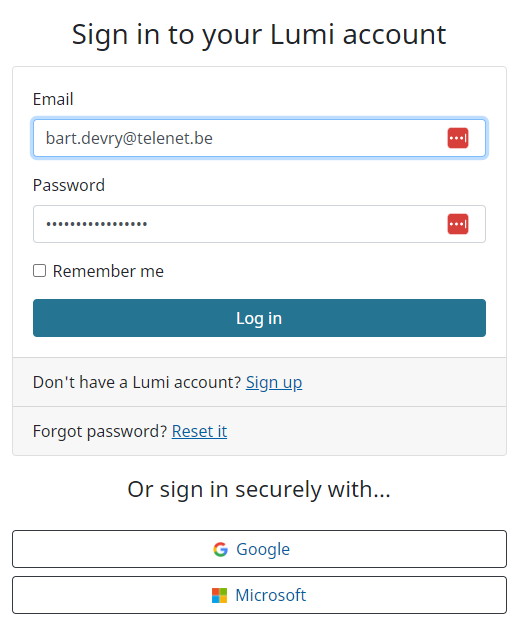 Sign in to your Lumi account
Email
bart.devry@telenet.be
Password
•••••••••••••••••
Remember me
Log in
Don't have a Lumi account? Sign up
Forgot password? Reset it
Or sign in securely with...
Google
Microsoft